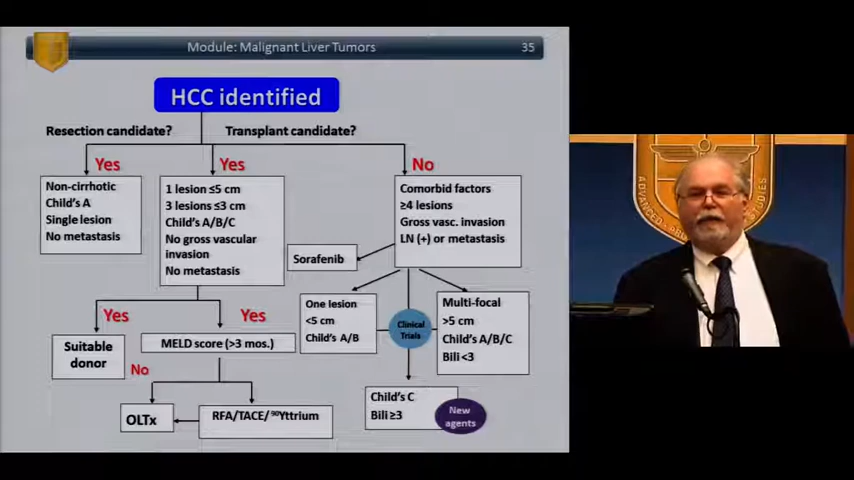 Module: Malignant Liver Tumors
35
HCC identified
Resection candidate?
Transplant candidate?
Yes
Yes
No
Non-cirrhotic
Child's A
Single lesion
No metastasis
1 lesion ≤5 cm
3 lesions ≤3 cm
Child's A/B/C
No gross vascular
invasion
No metastasis
Comorbid factors
≥4 lesions
Gross vasc. invasion
LN (+) or metastasis
Sorafenib
Yes
Yes
One lesion
<5 cm
Child's A/B
Clinical
Trials
Multi-focal
>5 cm
Child's A/B/C
Bili <3
Suitable
donor
No
MELD score (>3 mos.)
OLTx
RFA/TACE/⁹⁰Yttrium
Child's C
Bili ≥3
New
agents